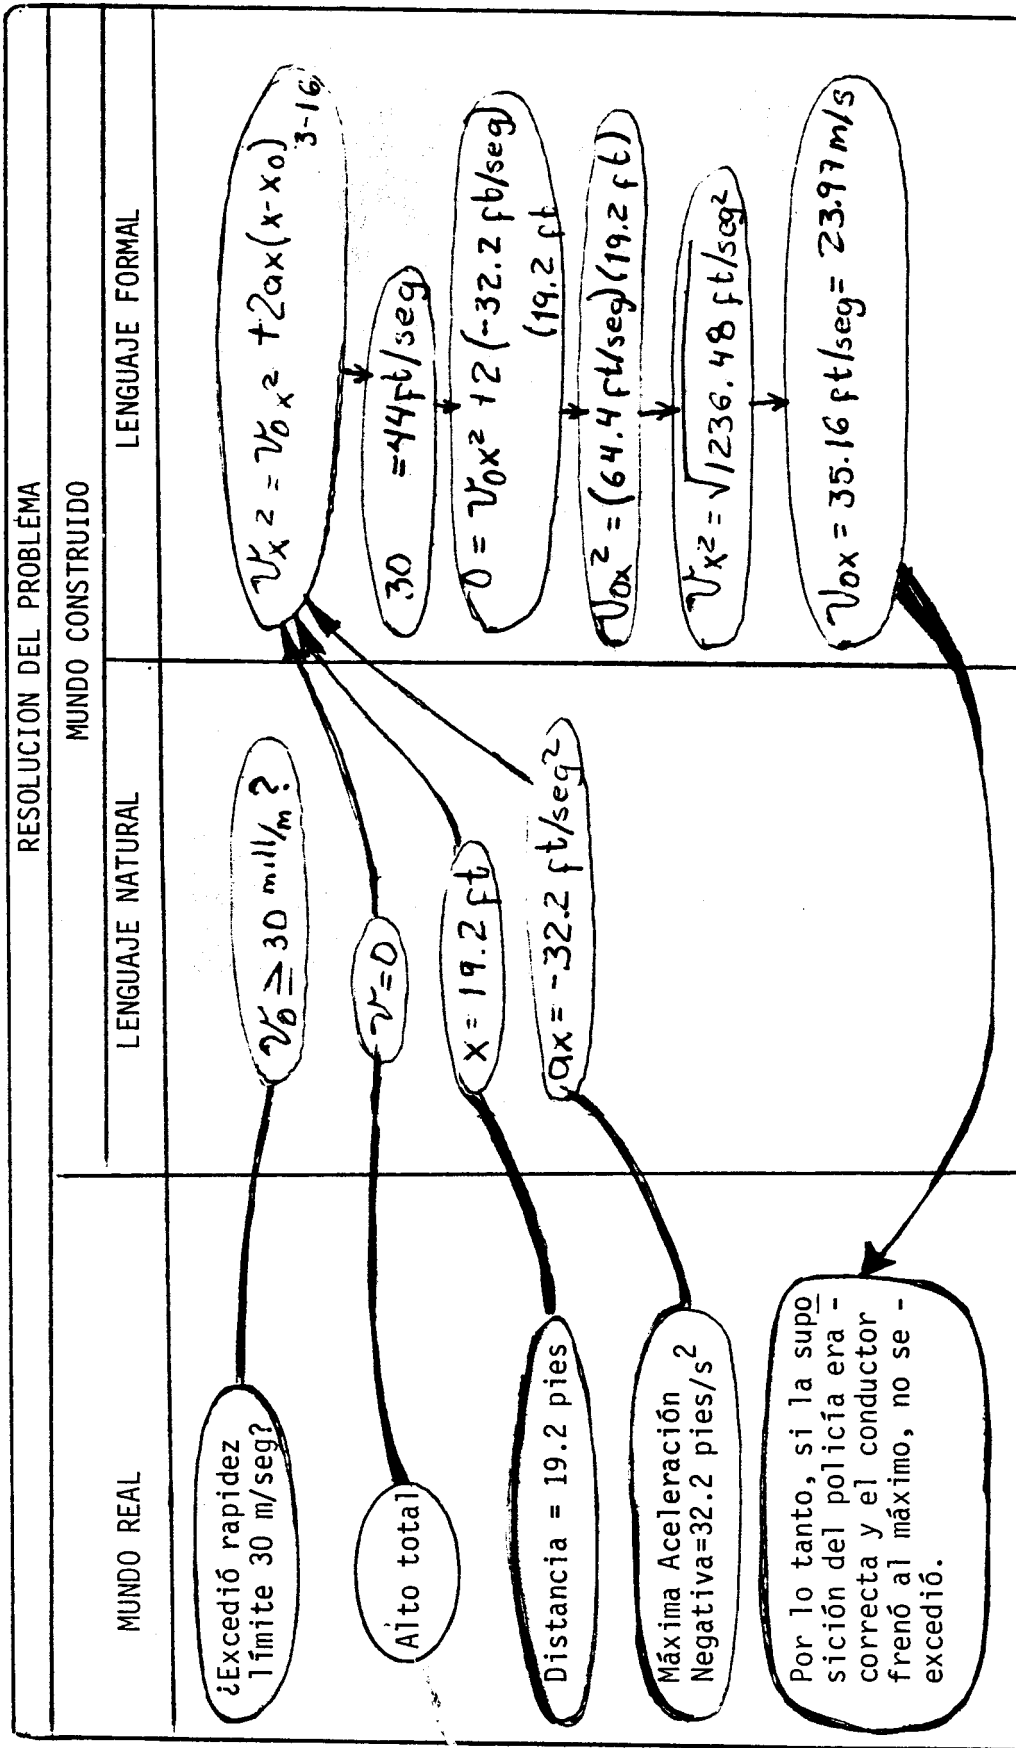 RESOLUCION DEL PROBLÉMA
MUNDO CONSTRUIDO
MUNDO REAL
LENGUAJE NATURAL
LENGUAJE FORMAL
¿Excedió rapidez
límite 30 m/seg?
Alto total
Distancia = 19.2 pies
Máxima Aceleración
Negativa=32.2 pies/s²
Por lo tanto, si la supo
sición del policía era -
correcta y el conductor
frenó al máximo, no se -
excedió.
v₀ ≥ 30 mill/m ?
v=0
x = 19.2 ft
ax = -32.2 ft/seg²
vx² = v₀x² + 2ax(x-x₀)
3-16
30 =44ft/seg
0 = v₀x² +2 (-32.2 ft/seg)
(19.2 ft
v₀x² = (64.4 ft/seg)(19.2 ft)
vx² = √1236.48 ft/seg²
v₀x = 35.16 ft/seg= 23.97 m/s